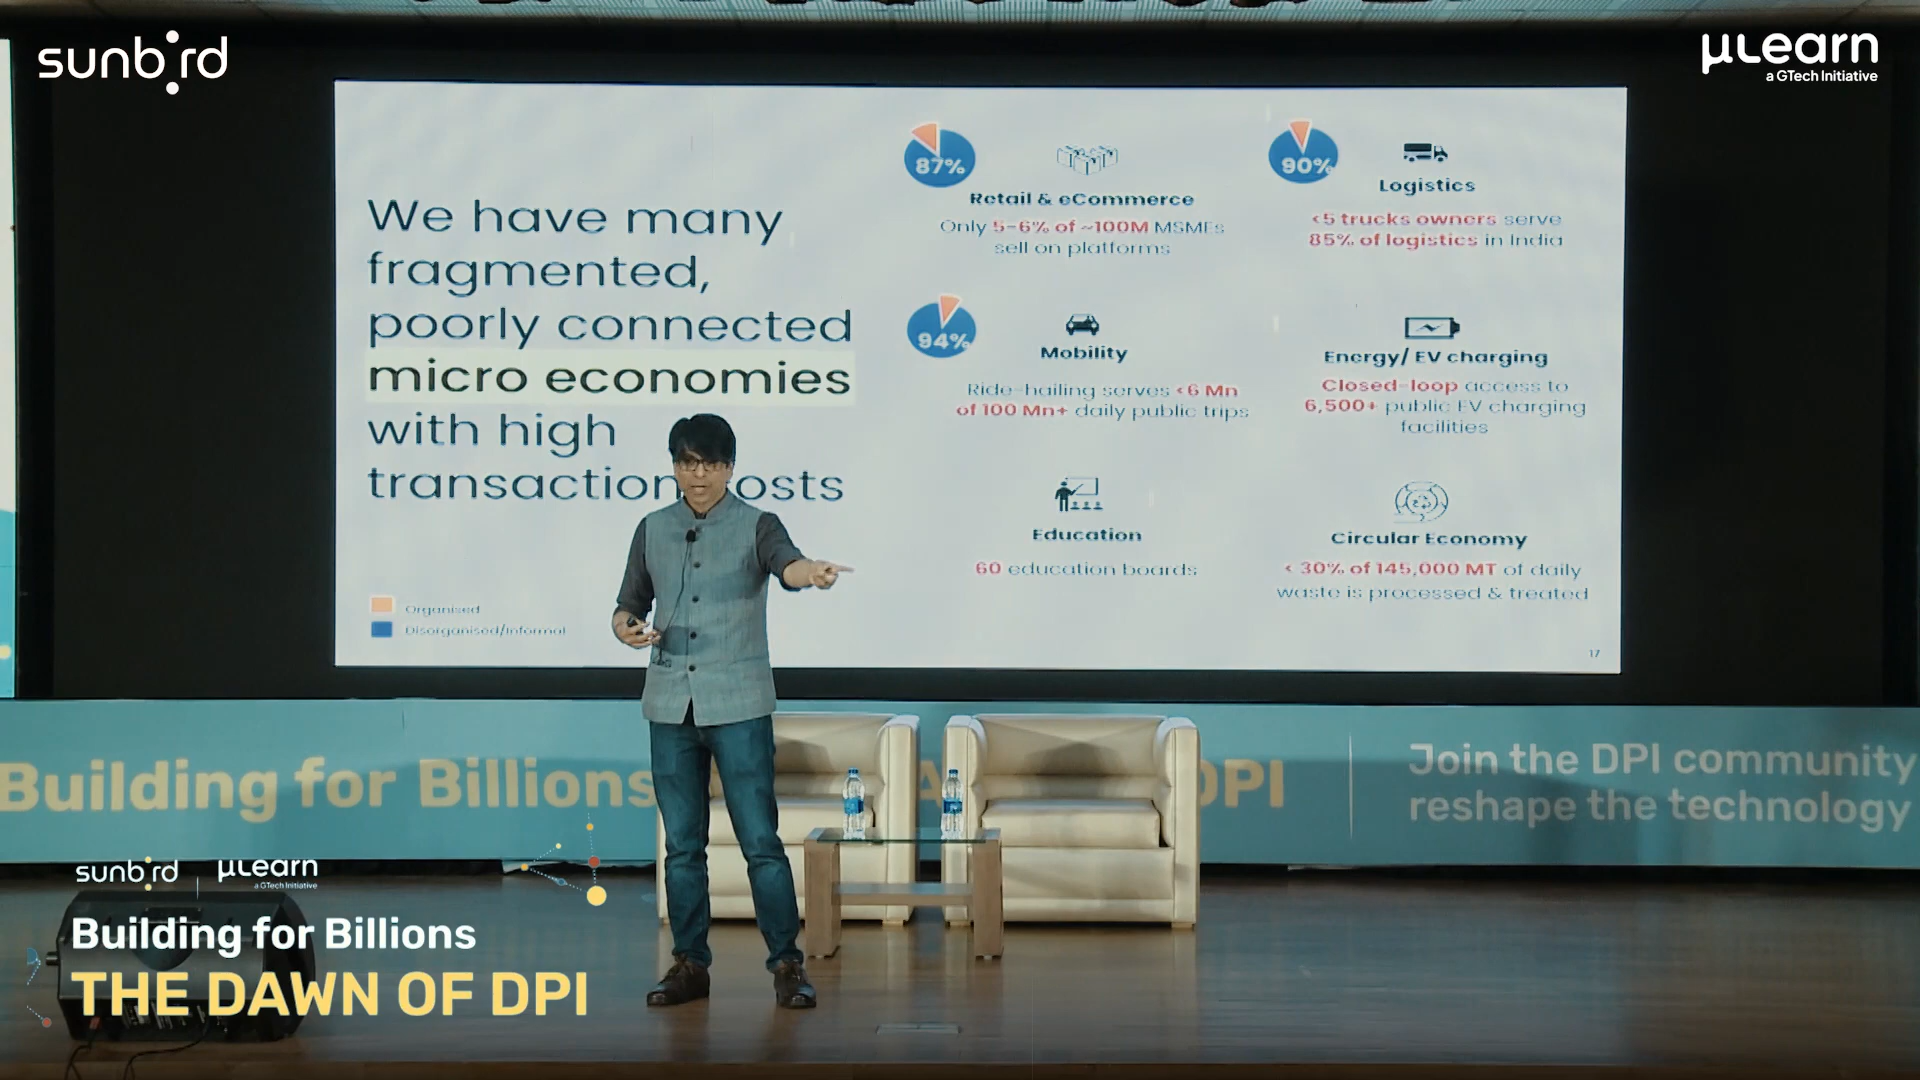 sunbird
µLearn
a GTech Initiative
We have many
fragmented,
poorly connected
micro economies
with high
transaction osts
Organised
Disorganised/Informal
87%
Retail & eCommerce
Only 5-6% of ~100M MSMEs
sell on platforms
90%
Logistics
<5 trucks owners serve
85% of logistics in India
94%
Mobility
Ride-hailing serves <6 Mn
of 100 Mn+ daily public trips
Energy/ EV charging
Closed-loop access to
6,500+ public EV charging
facilities
Education
60 education boards
Circular Economy
< 30% of 145,000 MT of daily
waste is processed & treated
17
Building for Billions
DPI
Join the DPI community
reshape the technology
sunbird
µLearn
a GTech Initiative
Building for Billions
THE DAWN OF DPI